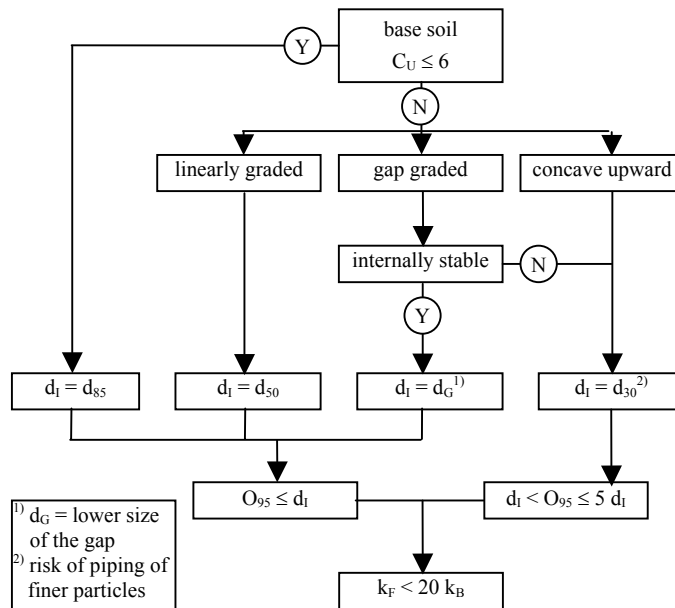 base soil
C_U ≤ 6
Y
N
linearly graded
gap graded
concave upward
internally stable
N
Y
d_I = d_85
d_I = d_50
d_I = d_G^1)
d_I = d_30^2)
O_95 ≤ d_I
d_I < O_95 ≤ 5 d_I
1) d_G = lower size
of the gap
2) risk of piping of
finer particles
k_F < 20 k_B